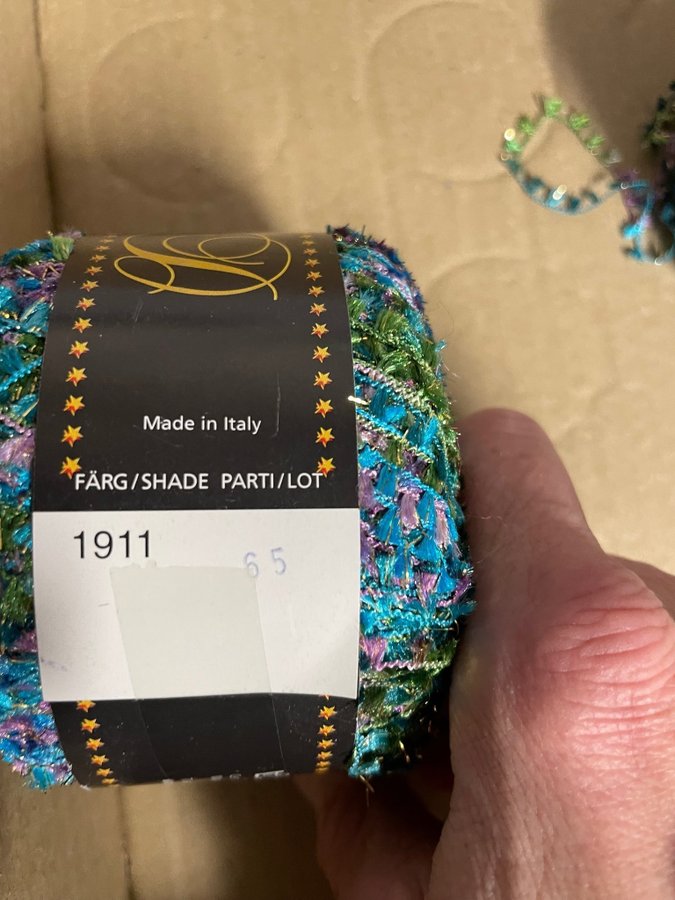 Made in Italy
FÄRG/SHADE PARTI/LOT
1911
65